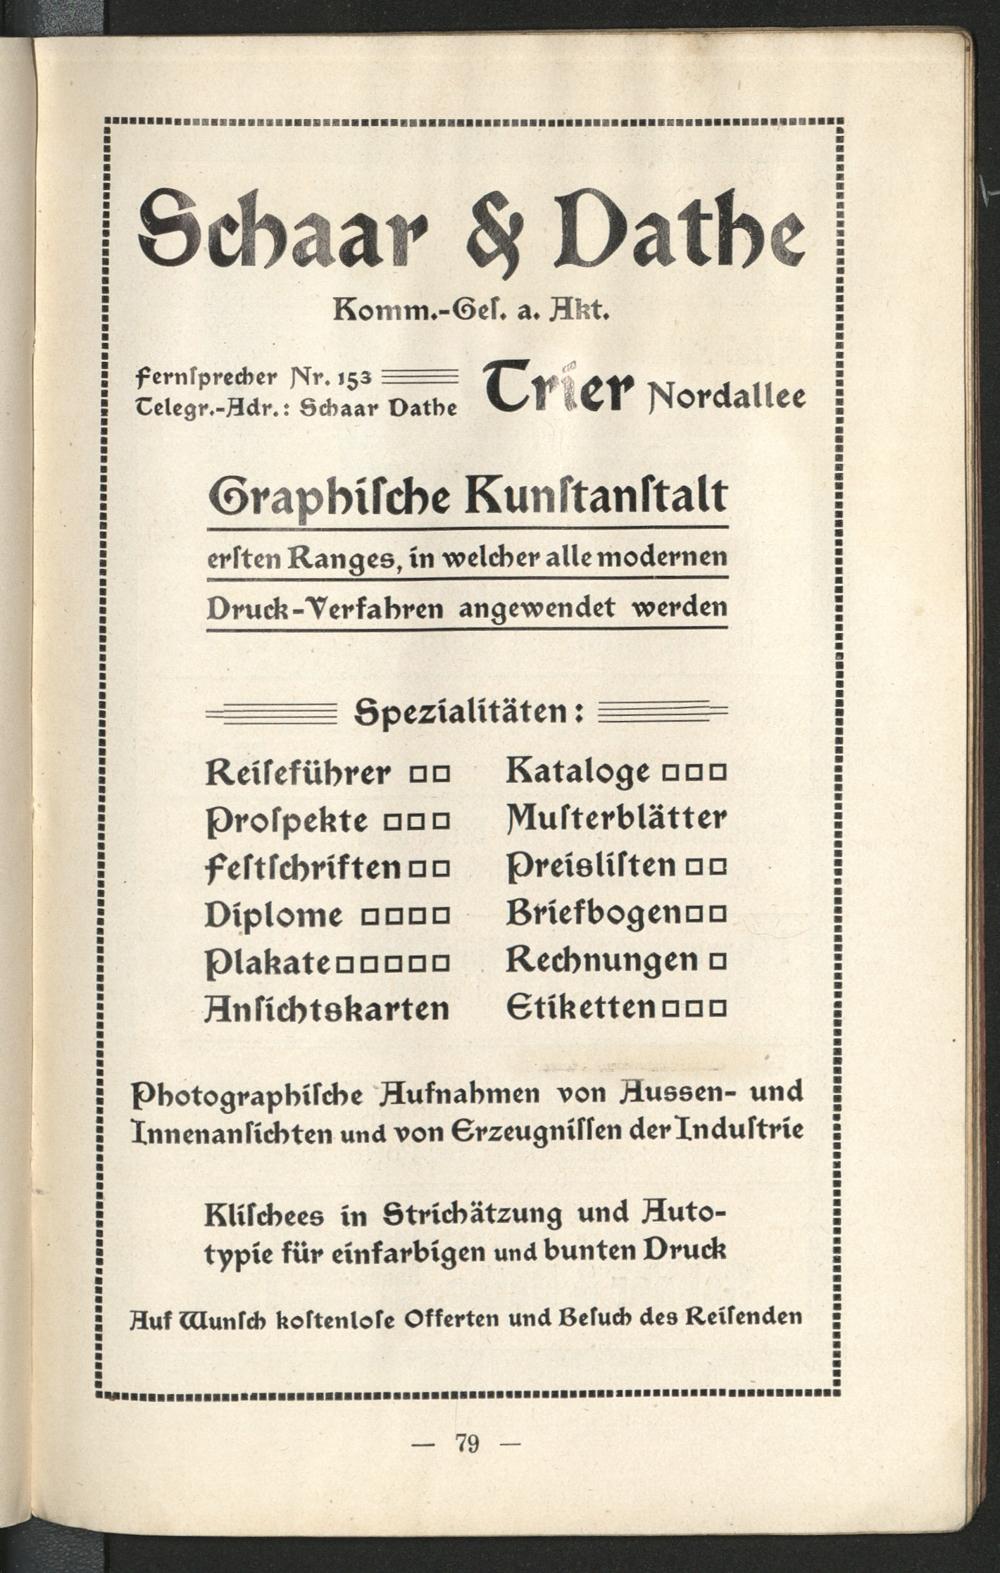 Schaar & Dathe
Komm.-Geſ. a. Akt.
Fernſprecher Nr. 153
Telegr.-Adr.: Schaar Dathe
Trier Nordallee
Graphiſche Kunſtanſtalt
erſten Ranges, in welcher alle modernen
Druck-Verfahren angewendet werden
Spezialitäten:
Reiſeführer □□
Proſpekte □□□
Feſtſchriften □□
Diplome □□□□
Plakate □□□□□
Anſichtskarten
Kataloge □□□
Muſterblätter
Preisliſten □□
Briefbogen □□
Rechnungen □
Etiketten □□□
Photographiſche Aufnahmen von Aussen- und
Innenanſichten und von Erzeugniſſen der Induſtrie
Kliſchees in Strichätzung und Auto-
typie für einfarbigen und bunten Druck
Auf Wunſch koſtenloſe Offerten und Beſuch des Reiſenden
— 79 —